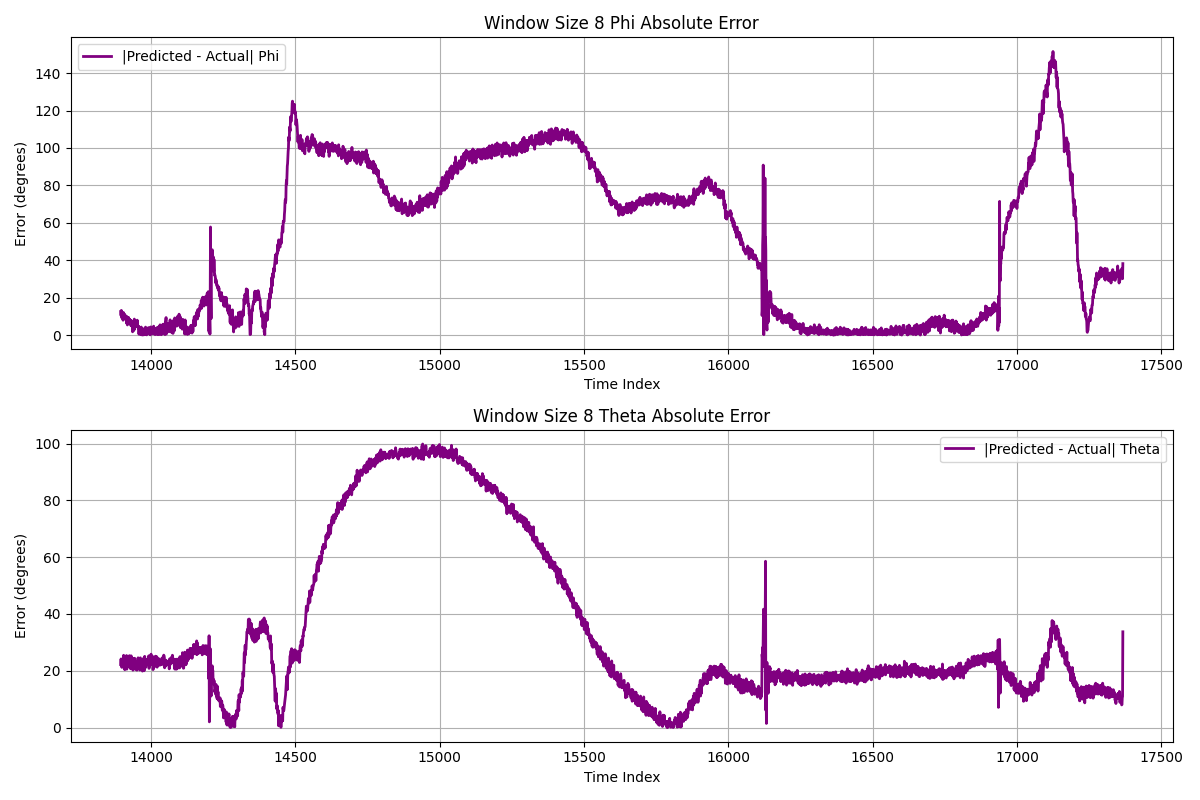 Window Size 8 Phi Absolute Error
|Predicted - Actual| Phi
Error (degrees)
140
120
100
80
60
40
20
0
14000 14500 15000 15500 16000 16500 17000 17500
Time Index
Window Size 8 Theta Absolute Error
|Predicted - Actual| Theta
Error (degrees)
100
80
60
40
20
0
14000 14500 15000 15500 16000 16500 17000 17500
Time Index